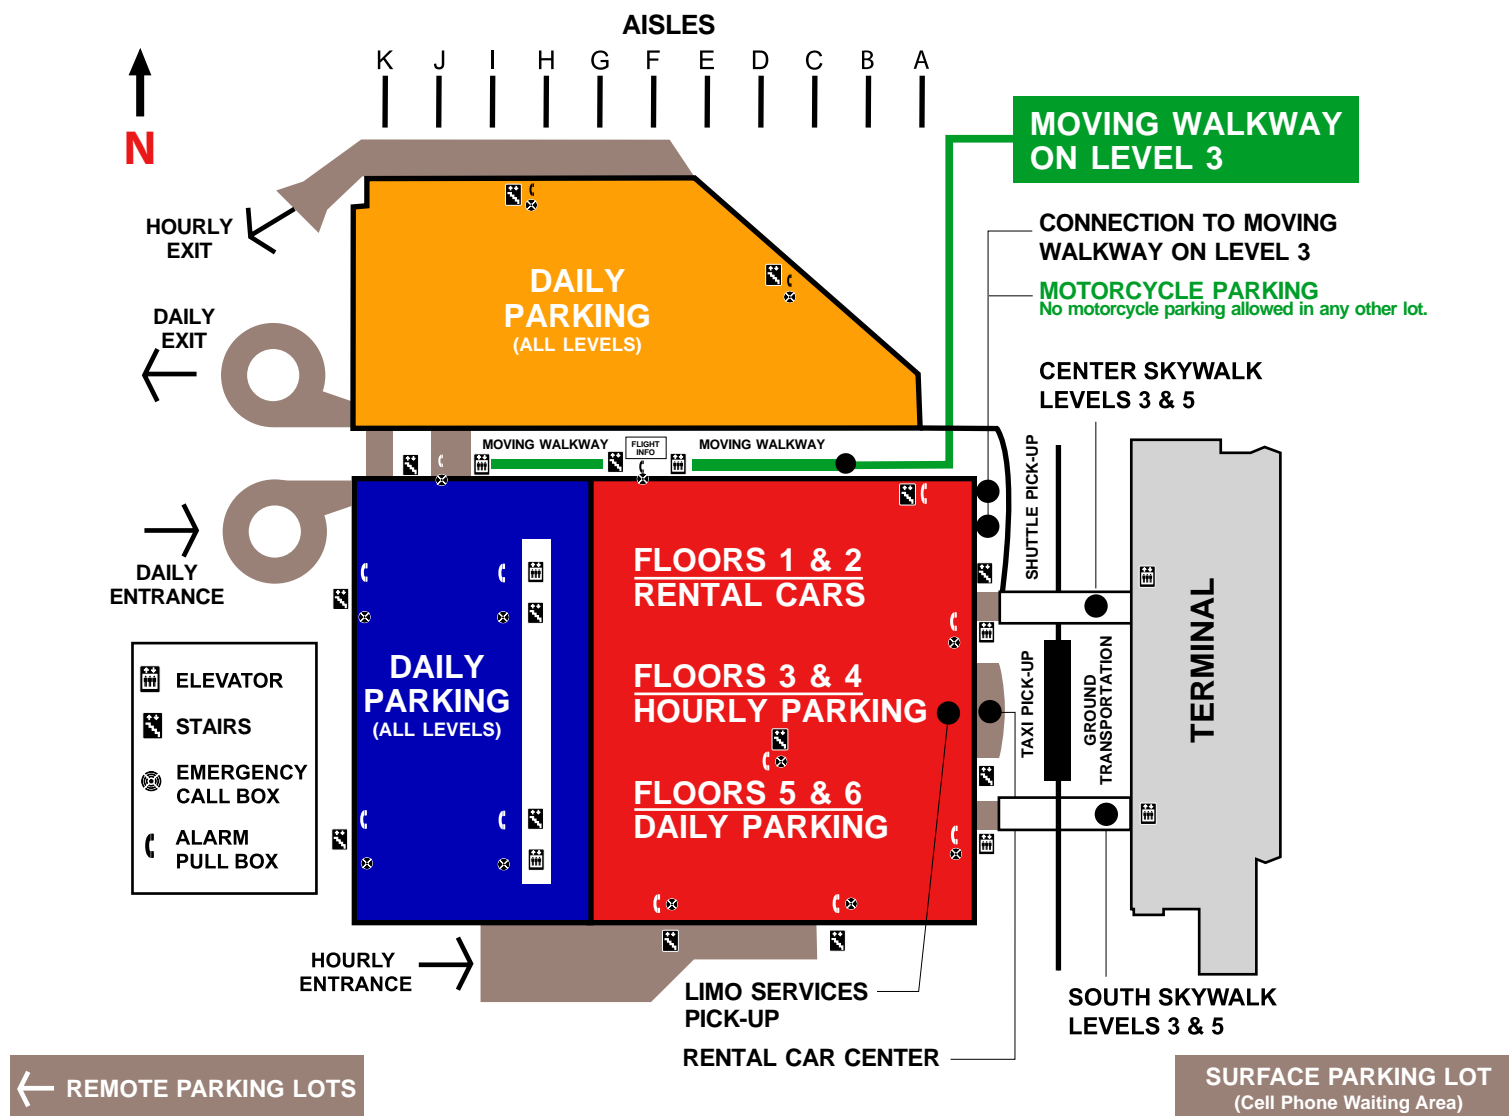 AISLES
K J I H G F E D C B A
N
MOVING WALKWAY
ON LEVEL 3
HOURLY
EXIT
CONNECTION TO MOVING
WALKWAY ON LEVEL 3
MOTORCYCLE PARKING
No motorcycle parking allowed in any other lot.
DAILY
PARKING
(ALL LEVELS)
DAILY
EXIT
CENTER SKYWALK
LEVELS 3 & 5
MOVING WALKWAY
FLIGHT
INFO
MOVING WALKWAY
SHUTTLE PICK-UP
DAILY
ENTRANCE
FLOORS 1 & 2
RENTAL CARS
DAILY
PARKING
(ALL LEVELS)
FLOORS 3 & 4
HOURLY PARKING
FLOORS 5 & 6
DAILY PARKING
TAXI PICK-UP
GROUND
TRANSPORTATION
TERMINAL
ELEVATOR
STAIRS
EMERGENCY
CALL BOX
ALARM
PULL BOX
HOURLY
ENTRANCE
LIMO SERVICES
PICK-UP
RENTAL CAR CENTER
SOUTH SKYWALK
LEVELS 3 & 5
REMOTE PARKING LOTS
SURFACE PARKING LOT
(Cell Phone Waiting Area)